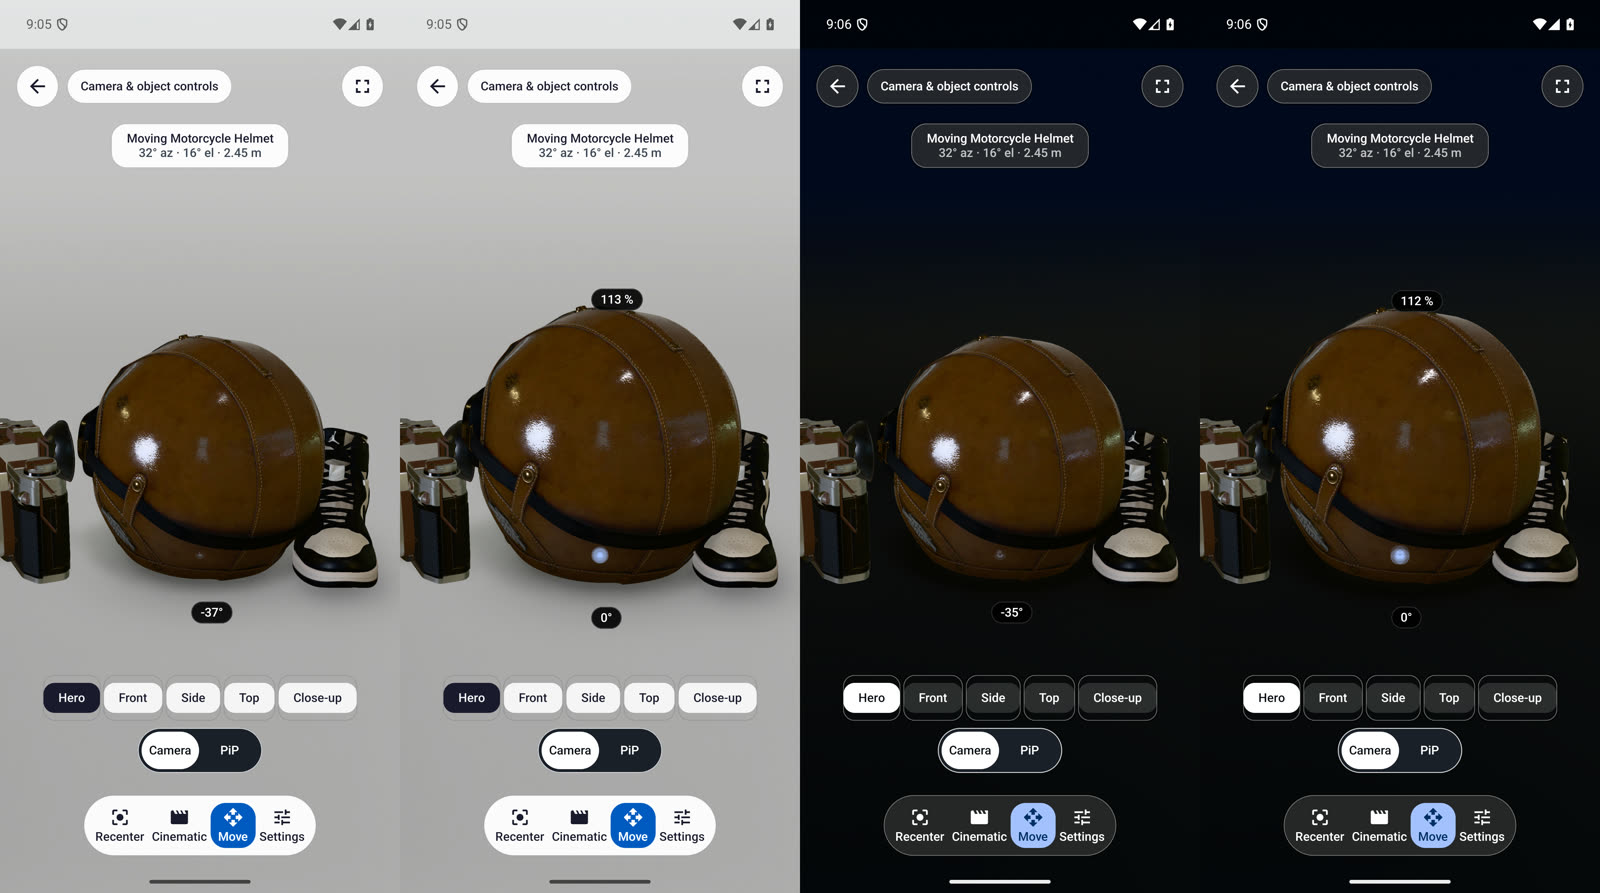 9:05
Camera & object controls
Moving Motorcycle Helmet
32° az · 16° el · 2.45 m
-37°
Hero
Front
Side
Top
Close-up
Camera
PiP
Recenter
Cinematic
Move
Settings
9:05
Camera & object controls
Moving Motorcycle Helmet
32° az · 16° el · 2.45 m
113 %
0°
Hero
Front
Side
Top
Close-up
Camera
PiP
Recenter
Cinematic
Move
Settings
9:06
Camera & object controls
Moving Motorcycle Helmet
32° az · 16° el · 2.45 m
-35°
Hero
Front
Side
Top
Close-up
Camera
PiP
Recenter
Cinematic
Move
Settings
9:06
Camera & object controls
Moving Motorcycle Helmet
32° az · 16° el · 2.45 m
112 %
0°
Hero
Front
Side
Top
Close-up
Camera
PiP
Recenter
Cinematic
Move
Settings